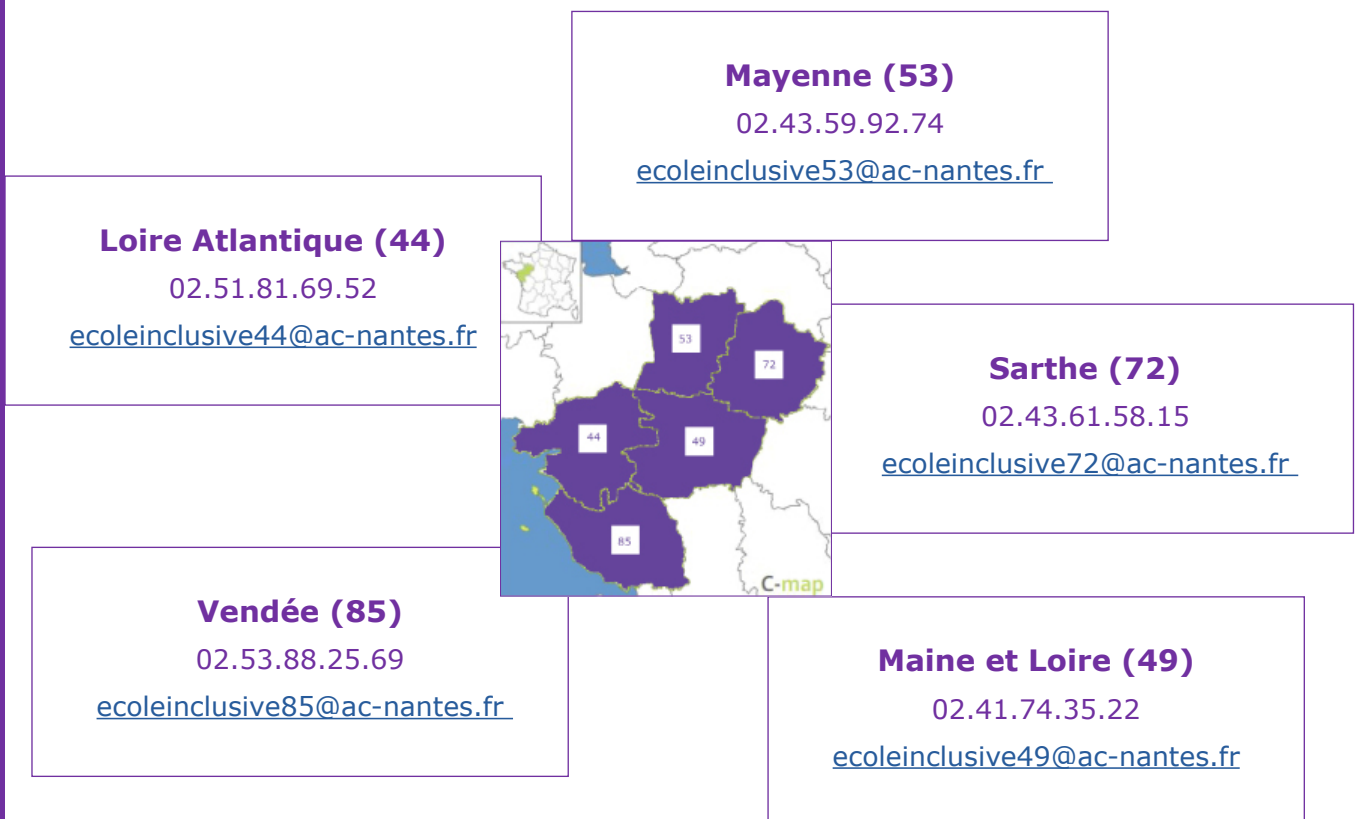 Mayenne (53)
02.43.59.92.74
ecoleinclusive53@ac-nantes.fr
Loire Atlantique (44)
02.51.81.69.52
ecoleinclusive44@ac-nantes.fr
53
72
44
49
85
C-map
Sarthe (72)
02.43.61.58.15
ecoleinclusive72@ac-nantes.fr
Vendée (85)
02.53.88.25.69
ecoleinclusive85@ac-nantes.fr
Maine et Loire (49)
02.41.74.35.22
ecoleinclusive49@ac-nantes.fr